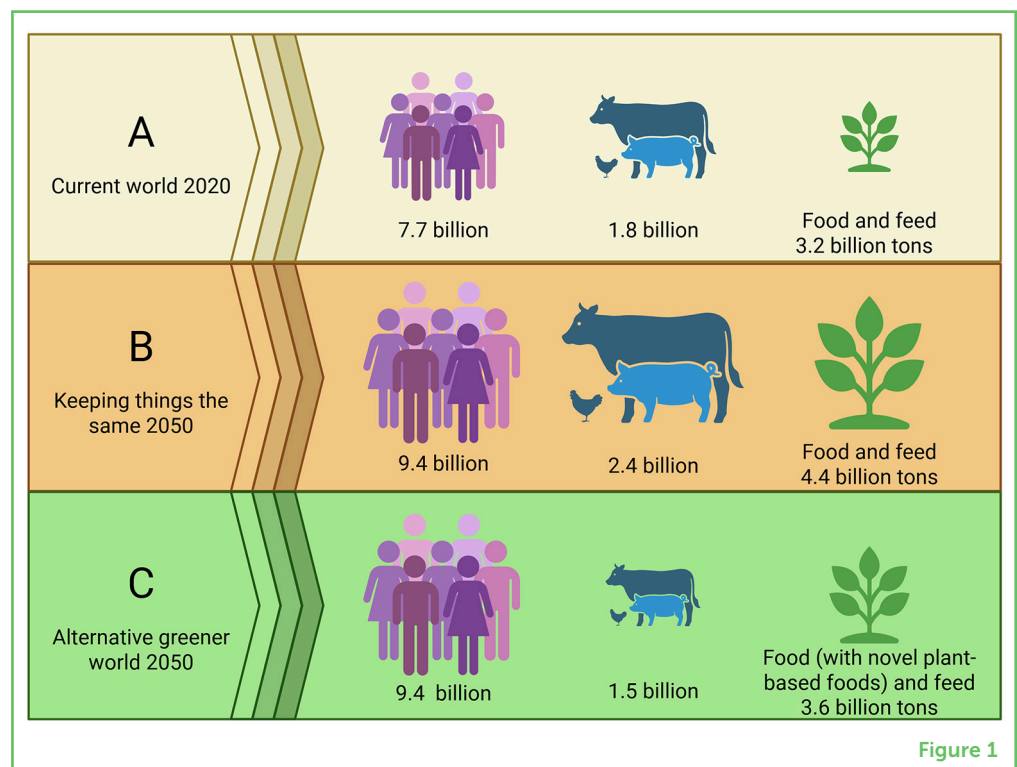 A
Current world 2020
7.7 billion
1.8 billion
Food and feed
3.2 billion tons
B
Keeping things the
same 2050
9.4 billion
2.4 billion
Food and feed
4.4 billion tons
C
Alternative greener
world 2050
9.4 billion
1.5 billion
Food (with novel plant-
based foods) and feed
3.6 billion tons
Figure 1